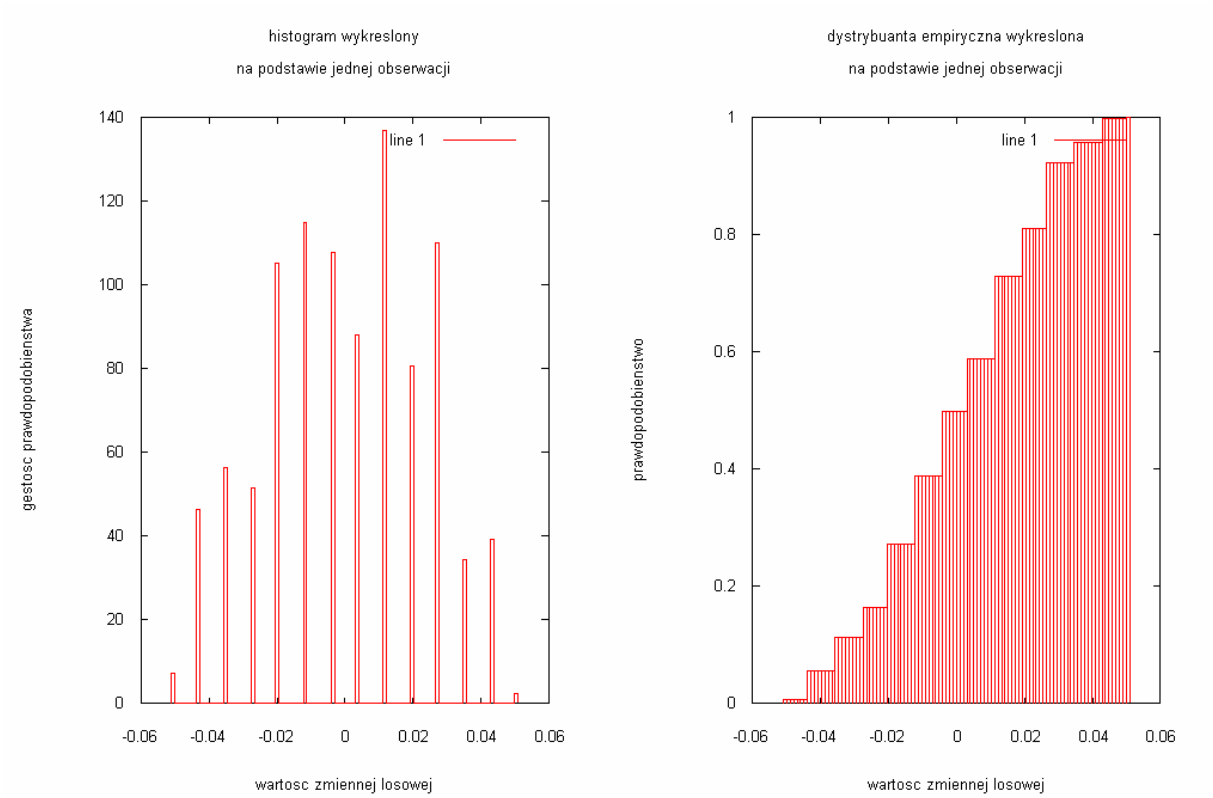 histogram wykreslony
na podstawie jednej obserwacji
140
120
100
80
60
40
20
0
-0.06 -0.04 -0.02 0 0.02 0.04 0.06
line 1
gestosc prawdopodobienstwa
wartosc zmiennej losowej
dystrybuanta empiryczna wykreslona
na podstawie jednej obserwacji
1
0.8
0.6
0.4
0.2
0
-0.06 -0.04 -0.02 0 0.02 0.04 0.06
line 1
prawdopodobienstwo
wartosc zmiennej losowej